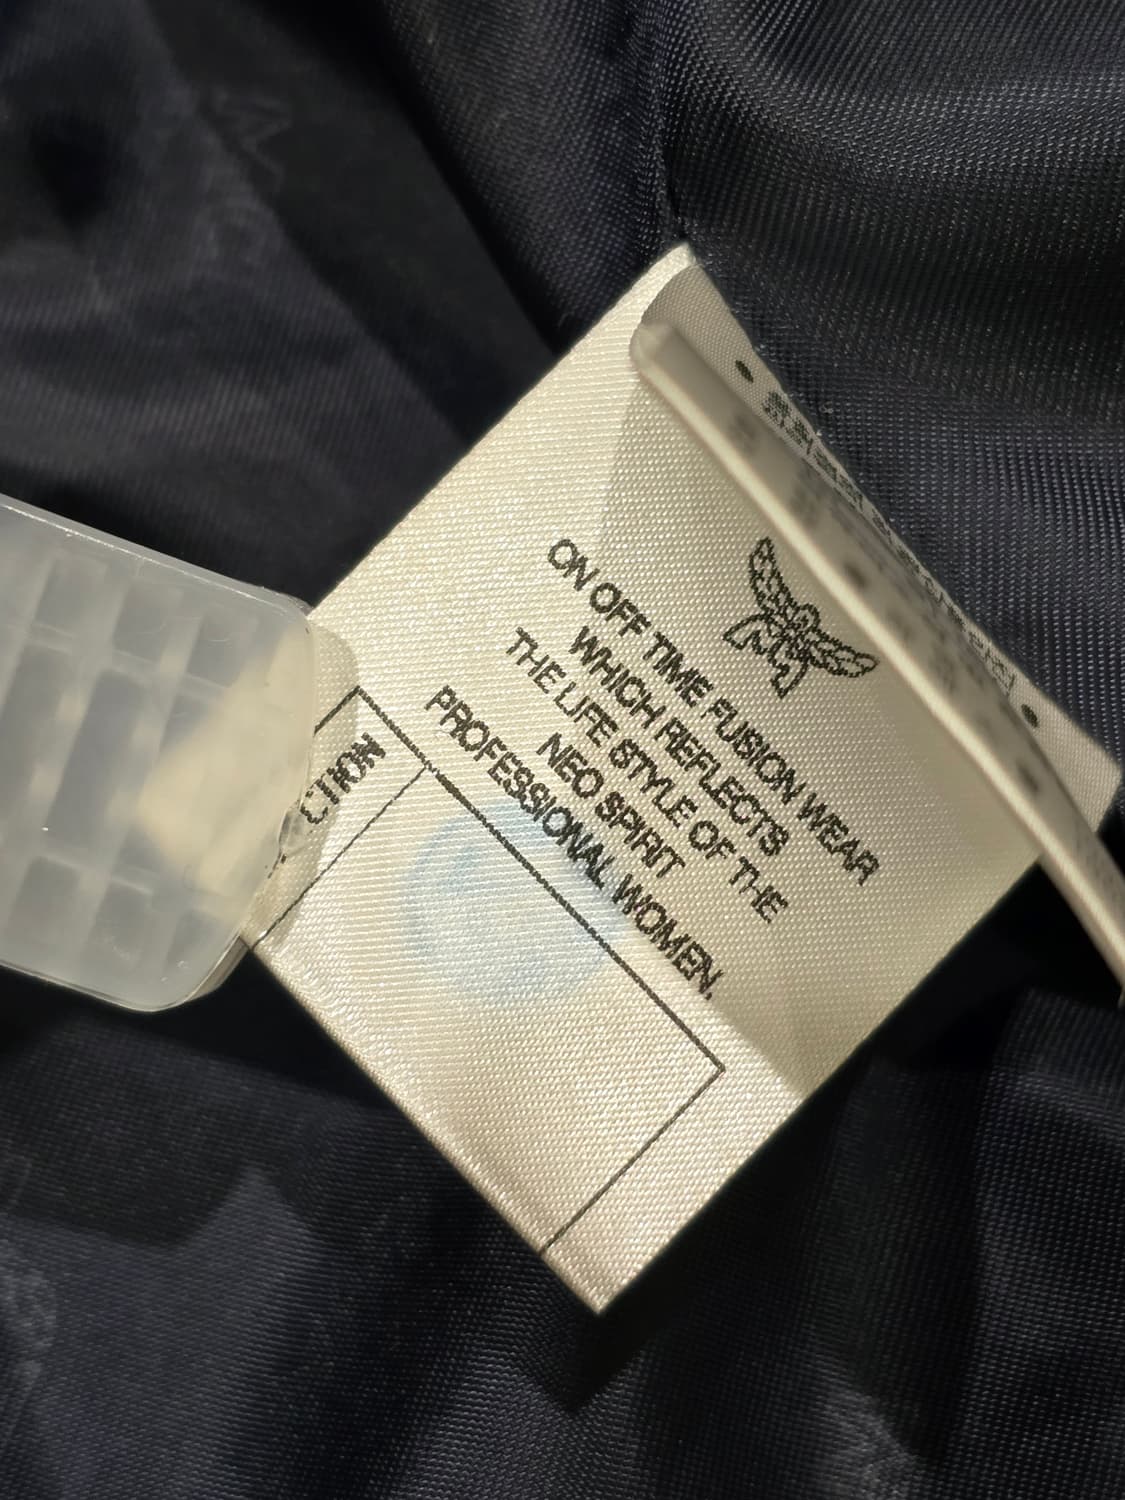 ON OFF TIME FUSION WEAR
WHICH REFLECTS
THE LIFE STYLE OF THE
NEO SPIRIT
PROFESSIONAL WOMEN.
CTION